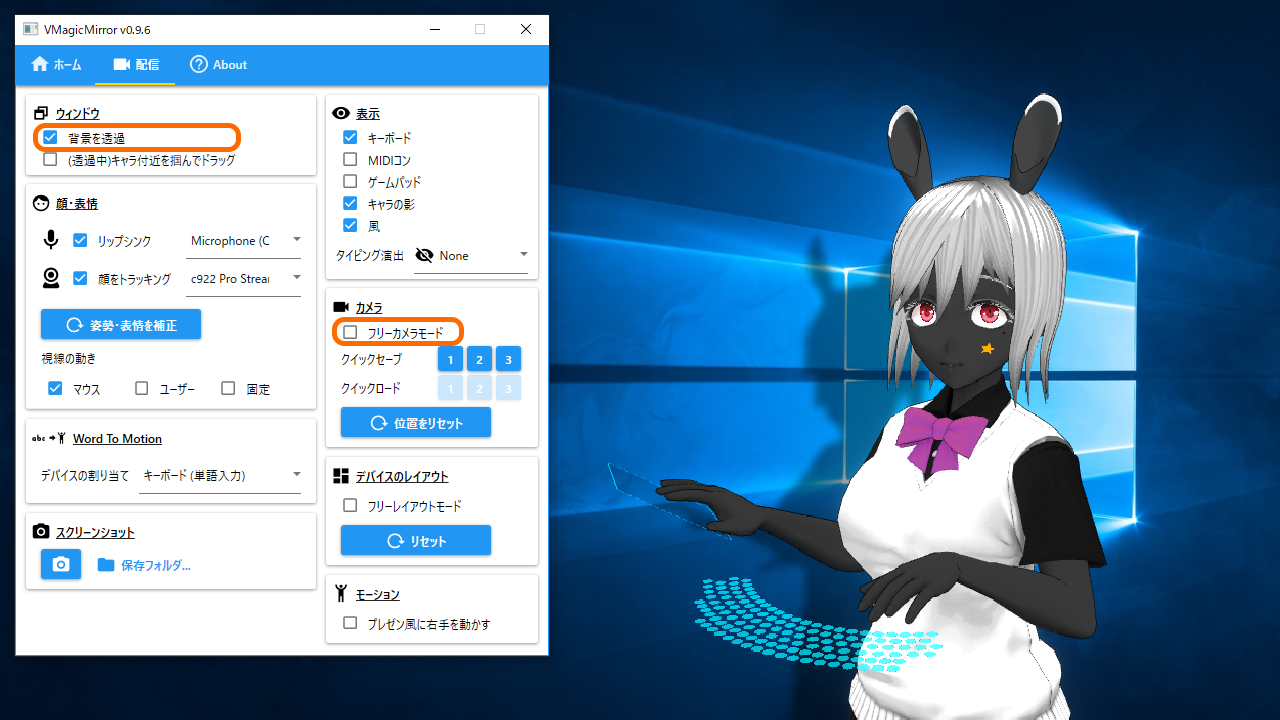 VMagicMirror v0.9.6
ホーム
配信
About
ウィンドウ
背景を透過
(透過中)キャラ付近を掴んでドラッグ
顔・表情
リップシンク
Microphone (C
顔をトラッキング
c922 Pro Strear
姿勢・表情を補正
視線の動き
マウス
ユーザー
固定
abc
Word To Motion
デバイスの割り当て
キーボード (単語入力)
スクリーンショット
保存フォルダ...
表示
キーボード
MIDIコン
ゲームパッド
キャラの影
風
タイピング演出
None
カメラ
フリーカメラモード
クイックセーブ
1 2 3
クイックロード
1 2 3
位置をリセット
デバイスのレイアウト
フリーレイアウトモード
リセット
モーション
プレゼン風に右手を動かす